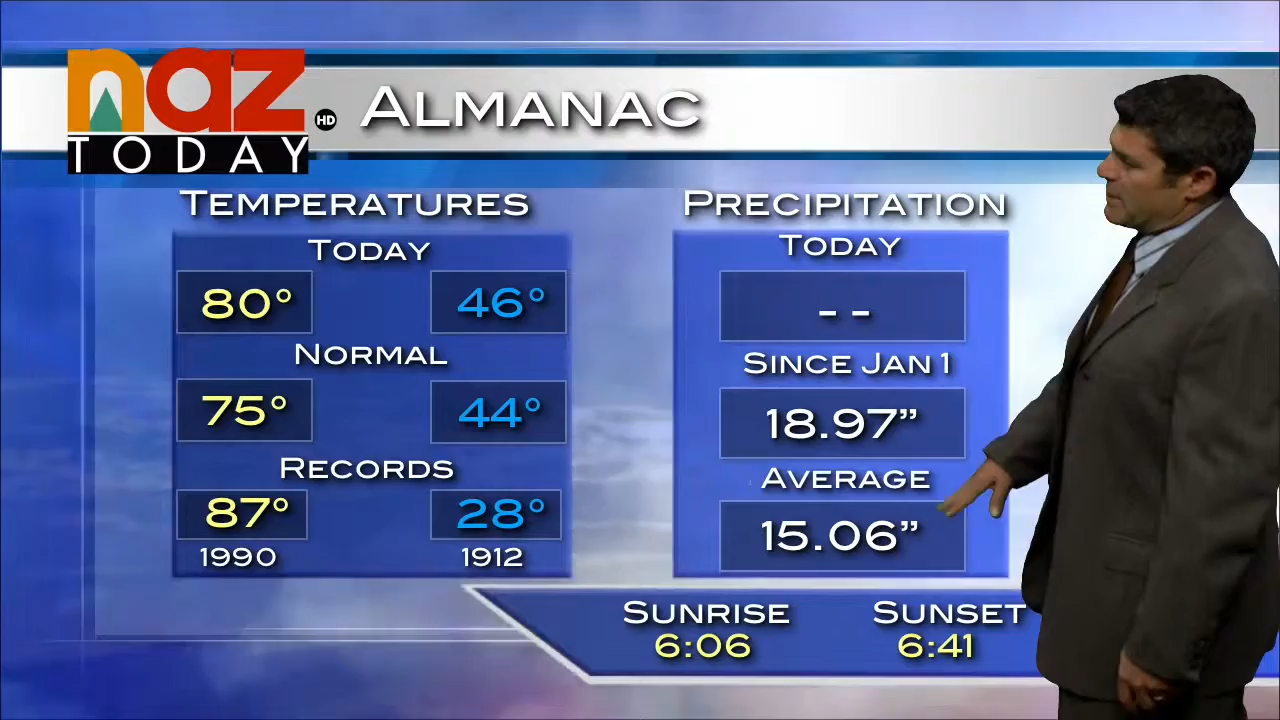 naz
TODAY
HD
ALMANAC
TEMPERATURES
TODAY
80° 46°
NORMAL
75° 44°
RECORDS
87° 28°
1990 1912
PRECIPITATION
TODAY
--
SINCE JAN 1
18.97”
AVERAGE
15.06”
SUNRISE SUNSET
6:06 6:41